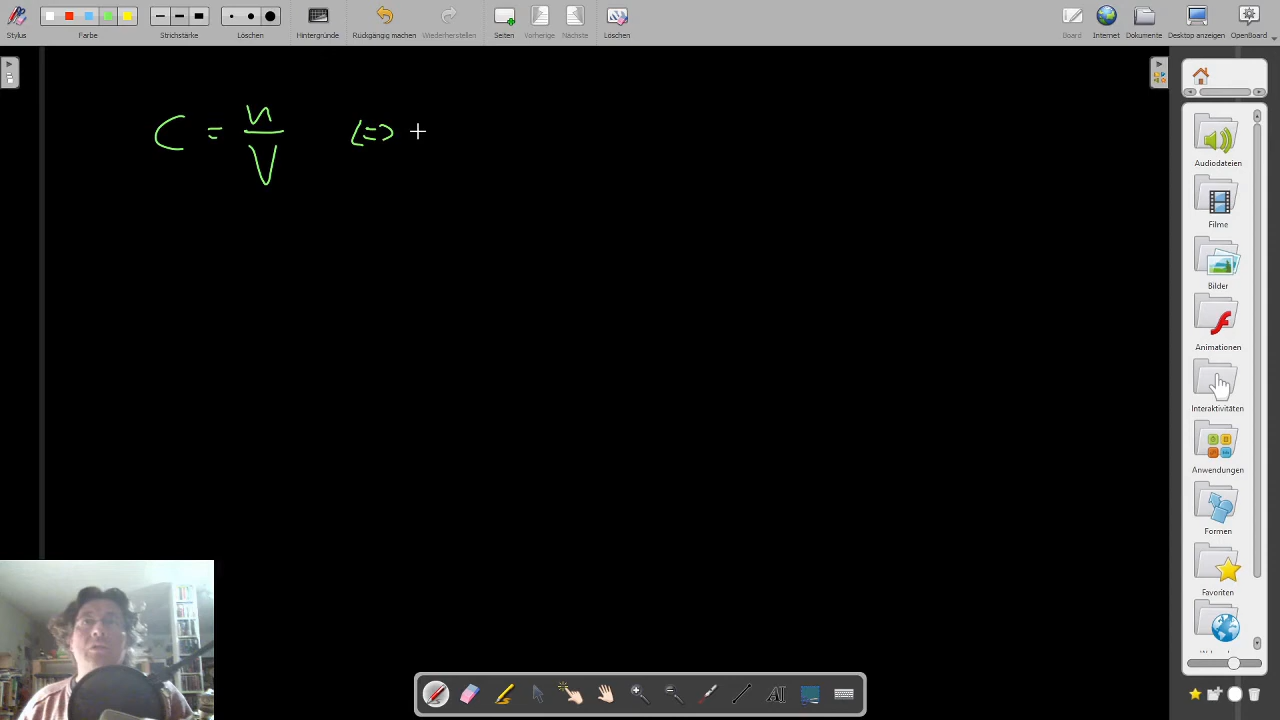 Stylus
Farbe
Strichstärke
Löschen
Hintergründe
Rückgängig machen
Wiederherstellen
Seiten
Vorherige
Nächste
Löschen
Board
Internet
Dokumente
Desktop anzeigen
OpenBoard
C = n/V <=>
Audiodateien
Filme
Bilder
Animationen
Interaktivitäten
Anwendungen
Formen
Favoriten
AI